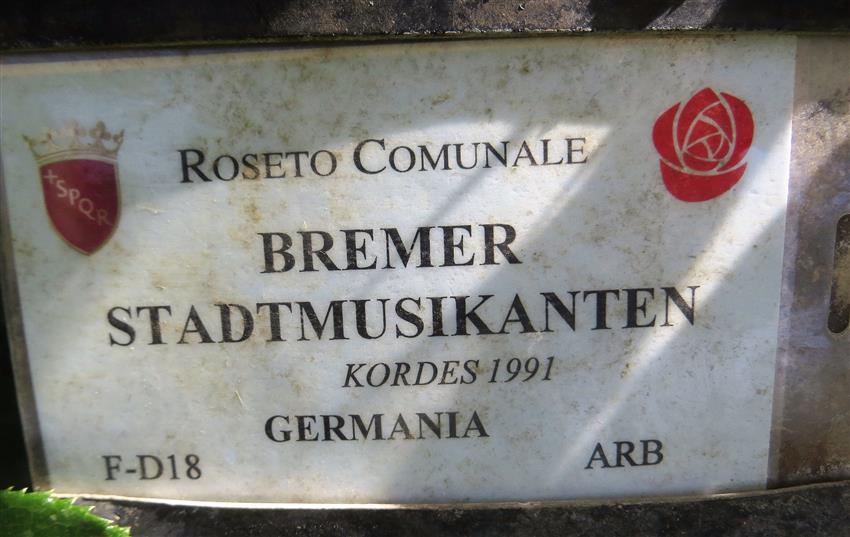 ROSETO COMUNALE
+SPQR
BREMER
STADTMUSIKANTEN
KORDES 1991
GERMANIA
F-D18
ARB